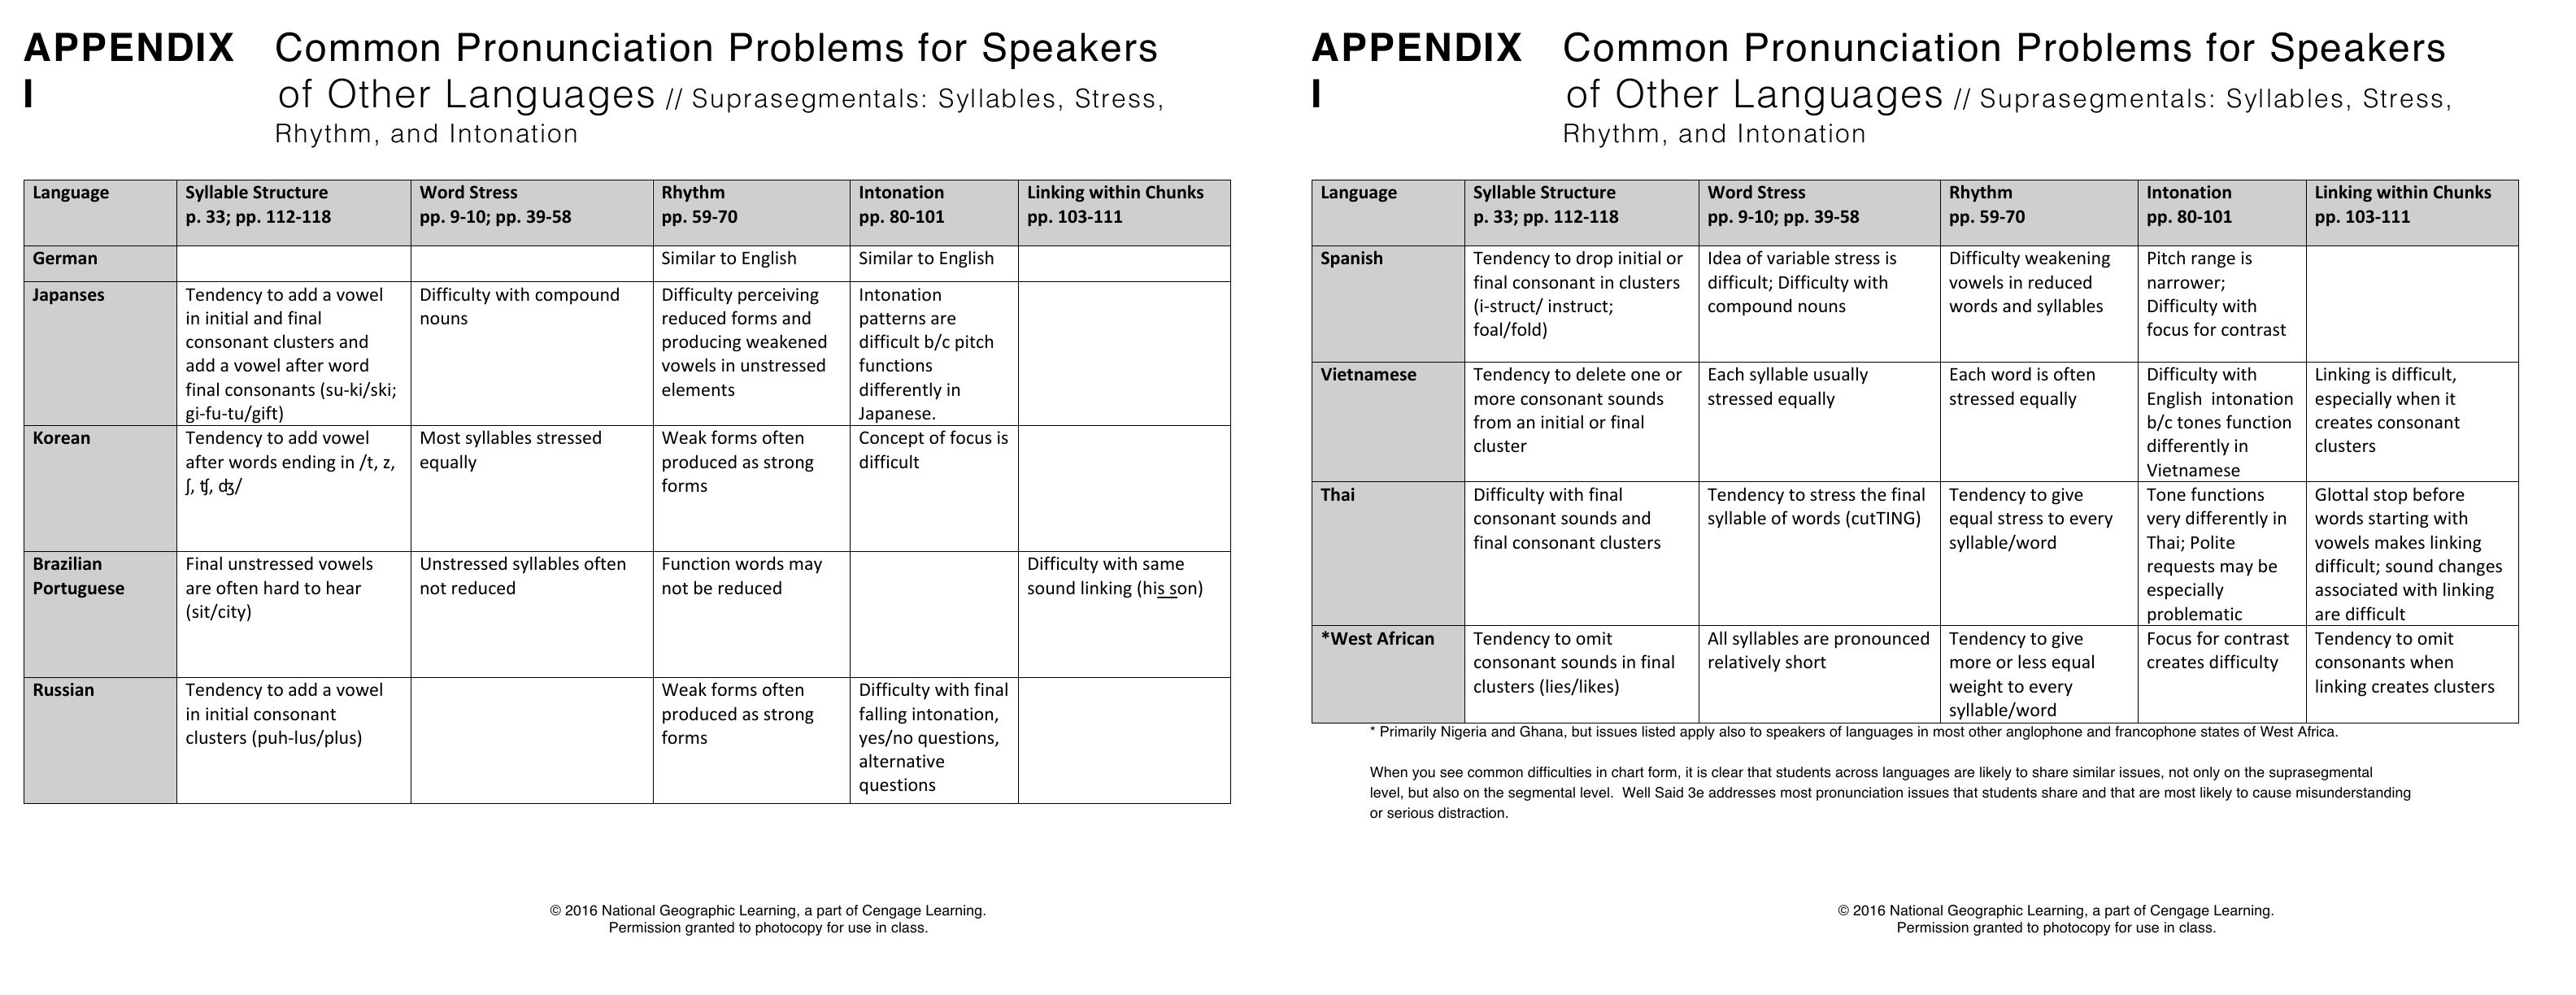 APPENDIX Common Pronunciation Problems for Speakers
I of Other Languages // Suprasegmentals: Syllables, Stress,
Rhythm, and Intonation
Language
Syllable Structure
p. 33; pp. 112-118
Word Stress
pp. 9-10; pp. 39-58
Rhythm
pp. 59-70
Intonation
pp. 80-101
Linking within Chunks
pp. 103-111
German
Similar to English
Similar to English
Japanses
Tendency to add a vowel
in initial and final
consonant clusters and
add a vowel after word
final consonants (su-ki/ski;
gi-fu-tu/gift)
Difficulty with compound
nouns
Difficulty perceiving
reduced forms and
producing weakened
vowels in unstressed
elements
Intonation
patterns are
difficult b/c pitch
functions
differently in
Japanese.
Korean
Tendency to add vowel
after words ending in /t, z,
ʃ, ʧ, ʤ/
Most syllables stressed
equally
Weak forms often
produced as strong
forms
Concept of focus is
difficult
Brazilian
Portuguese
Final unstressed vowels
are often hard to hear
(sit/city)
Unstressed syllables often
not reduced
Function words may
not be reduced
Difficulty with same
sound linking (his son)
Russian
Tendency to add a vowel
in initial consonant
clusters (puh-lus/plus)
Weak forms often
produced as strong
forms
Difficulty with final
falling intonation,
yes/no questions,
alternative
questions
© 2016 National Geographic Learning, a part of Cengage Learning.
Permission granted to photocopy for use in class.
APPENDIX Common Pronunciation Problems for Speakers
I of Other Languages // Suprasegmentals: Syllables, Stress,
Rhythm, and Intonation
Language
Syllable Structure
p. 33; pp. 112-118
Word Stress
pp. 9-10; pp. 39-58
Rhythm
pp. 59-70
Intonation
pp. 80-101
Linking within Chunks
pp. 103-111
Spanish
Tendency to drop initial or
final consonant in clusters
(i-struct/ instruct;
foal/fold)
Idea of variable stress is
difficult; Difficulty with
compound nouns
Difficulty weakening
vowels in reduced
words and syllables
Pitch range is
narrower;
Difficulty with
focus for contrast
Vietnamese
Tendency to delete one or
more consonant sounds
from an initial or final
cluster
Each syllable usually
stressed equally
Each word is often
stressed equally
Difficulty with
English intonation
b/c tones function
differently in
Vietnamese
Linking is difficult,
especially when it
creates consonant
clusters
Thai
Difficulty with final
consonant sounds and
final consonant clusters
Tendency to stress the final
syllable of words (cutTING)
Tendency to give
equal stress to every
syllable/word
Tone functions
very differently in
Thai; Polite
requests may be
especially
problematic
Glottal stop before
words starting with
vowels makes linking
difficult; sound changes
associated with linking
are difficult
*West African
Tendency to omit
consonant sounds in final
clusters (lies/likes)
All syllables are pronounced
relatively short
Tendency to give
more or less equal
weight to every
syllable/word
Focus for contrast
creates difficulty
Tendency to omit
consonants when
linking creates clusters
* Primarily Nigeria and Ghana, but issues listed apply also to speakers of languages in most other anglophone and francophone states of West Africa.
When you see common difficulties in chart form, it is clear that students across languages are likely to share similar issues, not only on the suprasegmental
level, but also on the segmental level. Well Said 3e addresses most pronunciation issues that students share and that are most likely to cause misunderstanding
or serious distraction.
© 2016 National Geographic Learning, a part of Cengage Learning.
Permission granted to photocopy for use in class.